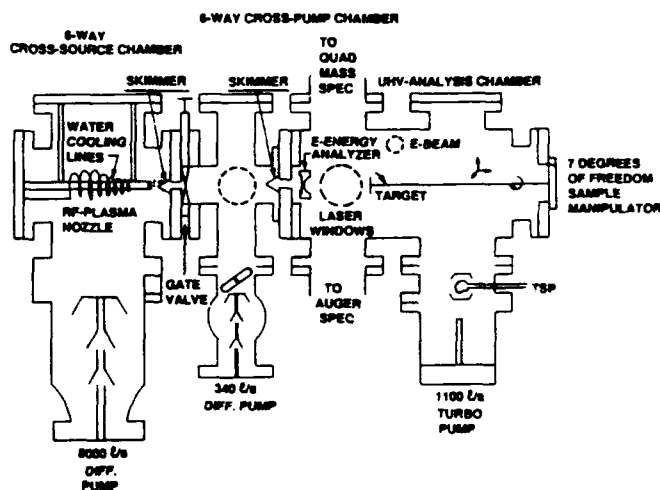 6-WAY
CROSS-SOURCE CHAMBER
6-WAY CROSS-PUMP CHAMBER
TO
QUAD
MASS
SPEC
UHV-ANALYSIS CHAMBER
SKIMMER
SKIMMER
WATER
COOLING
LINES
E-ENERGY
ANALYZER
E-BEAM
7 DEGREES
OF FREEDOM
SAMPLE
MANIPULATOR
TARGET
RF-PLASMA
NOZZLE
LASER
WINDOWS
GATE
VALVE
TO
AUGER
SPEC
TSP
340 ℓ/s
DIFF. PUMP
1100 ℓ/s
TURBO
PUMP
ℓ/s
DIFF.
PUMP